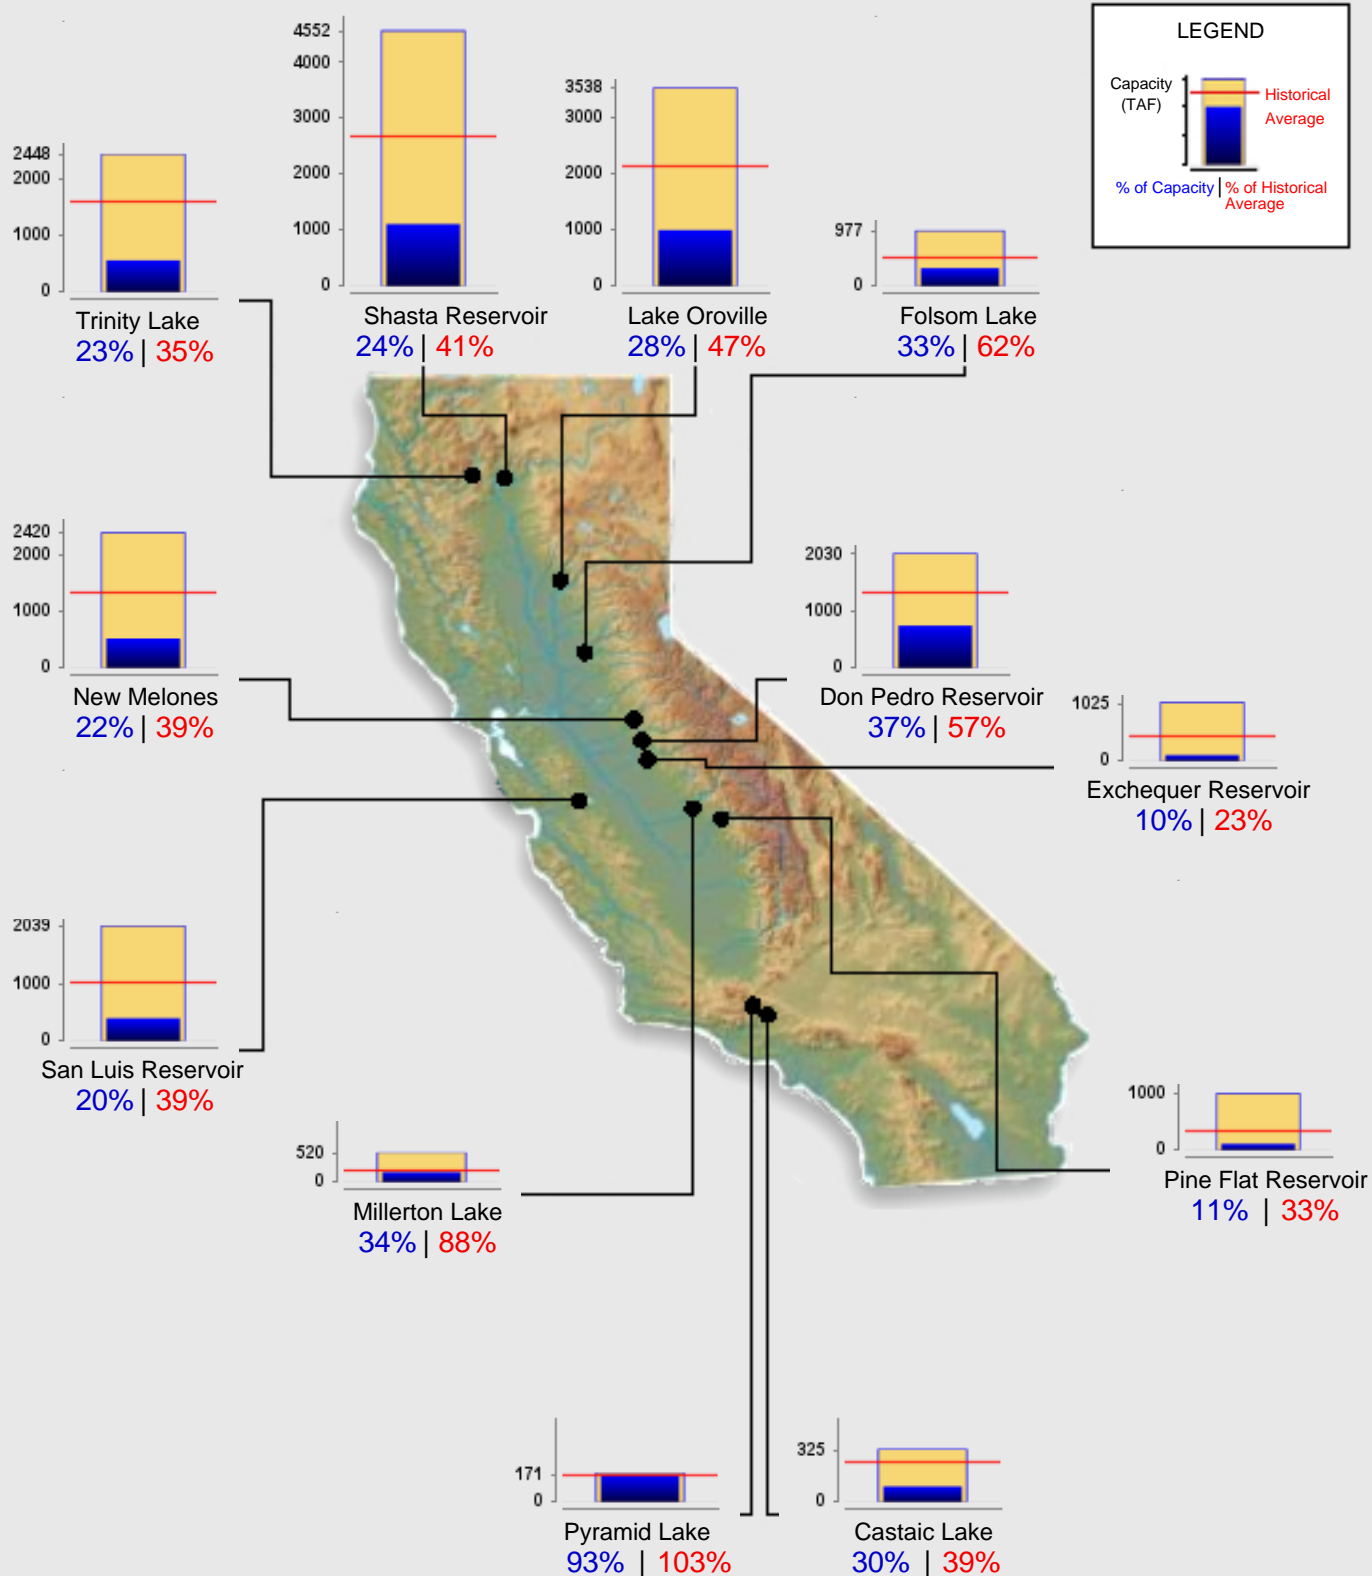 LEGEND
Capacity
(TAF)
Historical
Average
% of Capacity | % of Historical
Average
4552
4000
3000
2000
1000
0
Shasta Reservoir
24% | 41%
3538
3000
2000
1000
0
Lake Oroville
28% | 47%
977
0
Folsom Lake
33% | 62%
2448
2000
1000
0
Trinity Lake
23% | 35%
2420
2000
1000
0
New Melones
22% | 39%
2030
1000
0
Don Pedro Reservoir
37% | 57%
1025
0
Exchequer Reservoir
10% | 23%
2039
1000
0
San Luis Reservoir
20% | 39%
520
0
Millerton Lake
34% | 88%
1000
0
Pine Flat Reservoir
11% | 33%
171
0
Pyramid Lake
93% | 103%
325
0
Castaic Lake
30% | 39%